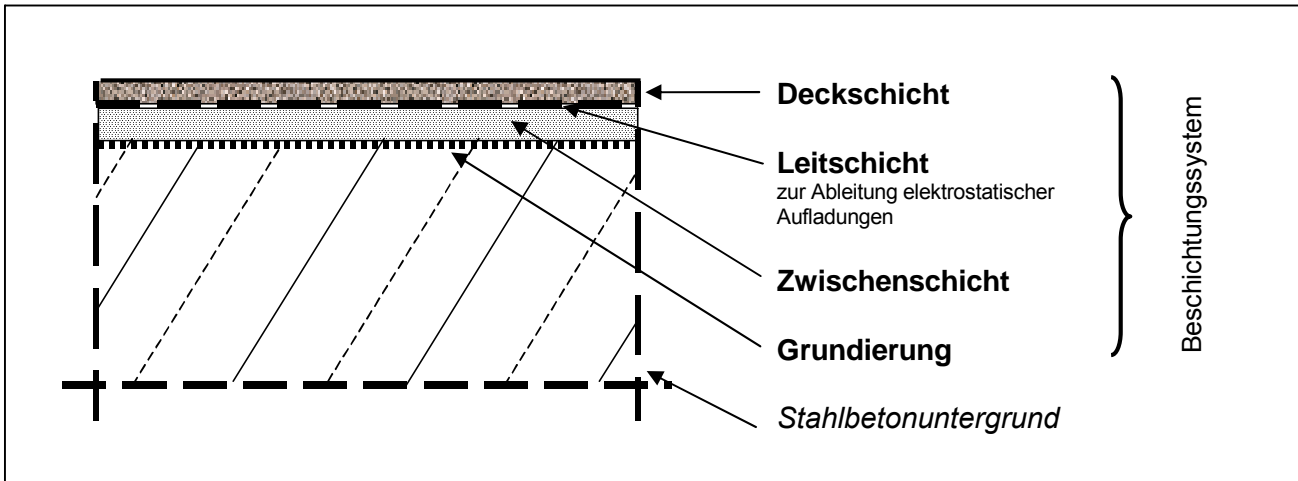 Deckschicht
Leitschicht
zur Ableitung elektrostatischer
Aufladungen
Zwischenschicht
Grundierung
Stahlbetonuntergrund
Beschichtungssystem